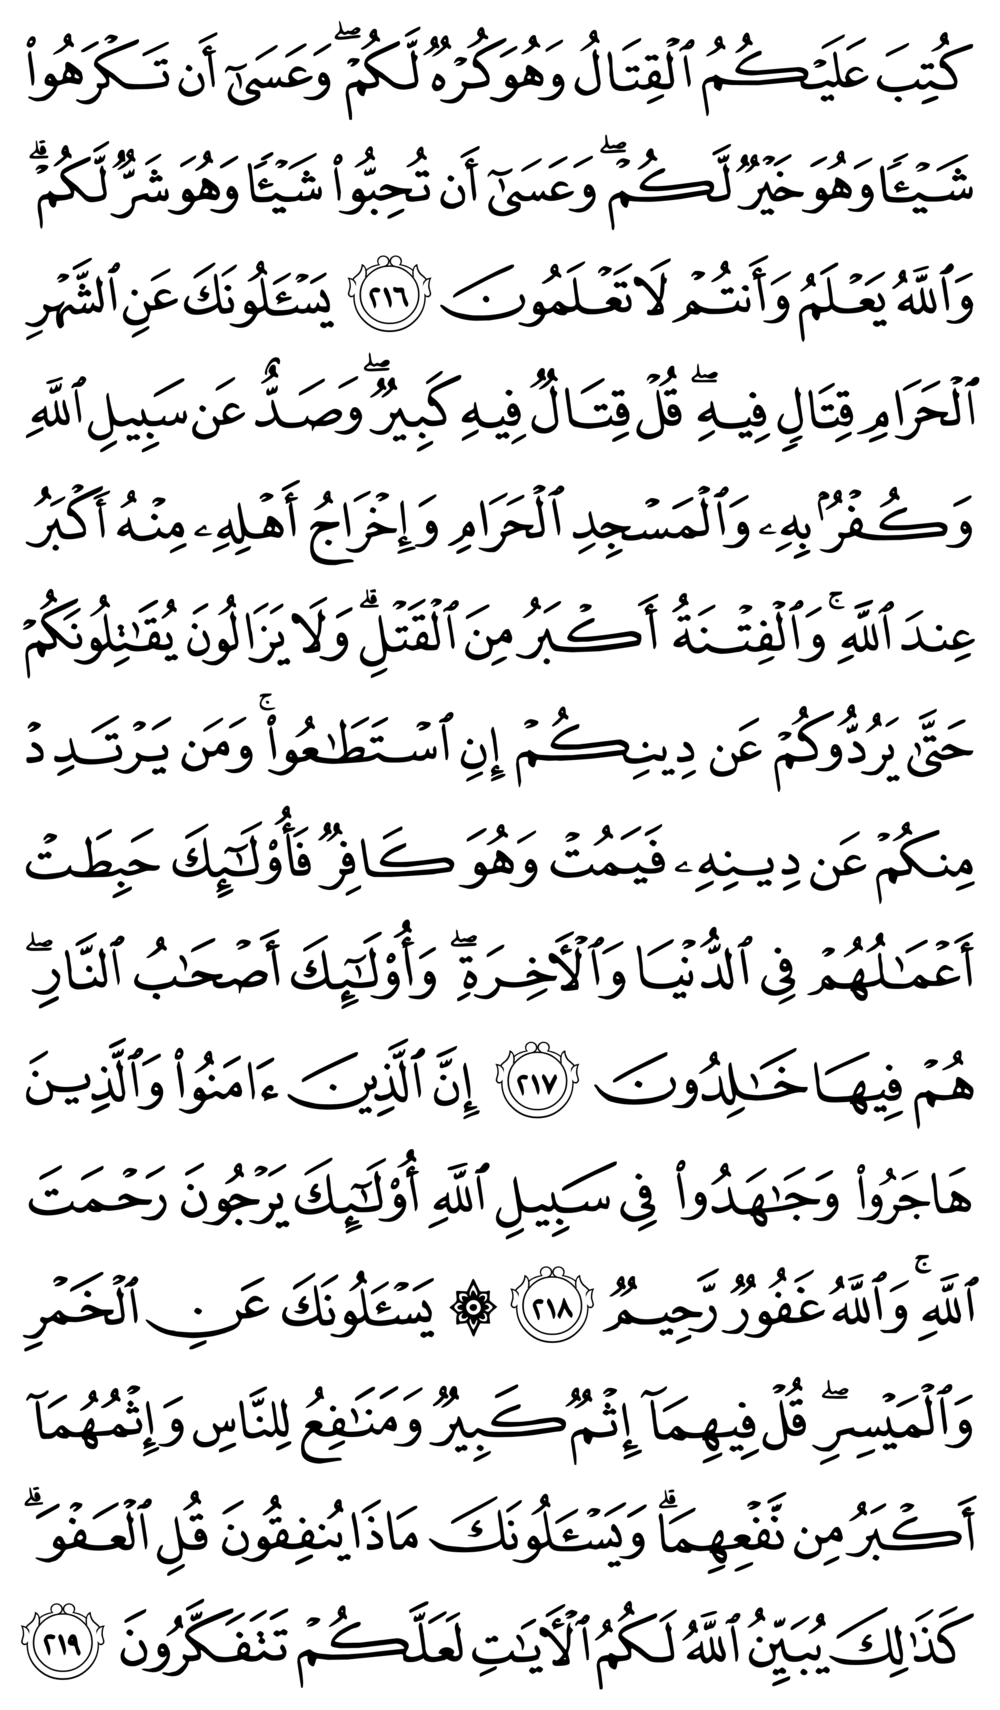 كُتِبَ عَلَيْكُمُ ٱلْقِتَالُ وَهُوَ كُرْهٌ لَّكُمْ ۖ وَعَسَىٰٓ أَن تَكْرَهُوا۟
شَيْـًٔا وَهُوَ خَيْرٌ لَّكُمْ ۖ وَعَسَىٰٓ أَن تُحِبُّوا۟ شَيْـًٔا وَهُوَ شَرٌّ لَّكُمْ ۗ
وَٱللَّهُ يَعْلَمُ وَأَنتُمْ لَا تَعْلَمُونَ ٢١٦ يَسْـَٔلُونَكَ عَنِ ٱلشَّهْرِ
ٱلْحَرَامِ قِتَالٍ فِيهِ ۖ قُلْ قِتَالٌ فِيهِ كَبِيرٌ ۖ وَصَدٌّ عَن سَبِيلِ ٱللَّهِ
وَكُفْرٌۢ بِهِۦ وَٱلْمَسْجِدِ ٱلْحَرَامِ وَإِخْرَاجُ أَهْلِهِۦ مِنْهُ أَكْبَرُ
عِندَ ٱللَّهِ ۚ وَٱلْفِتْنَةُ أَكْبَرُ مِنَ ٱلْقَتْلِ ۗ وَلَا يَزَالُونَ يُقَـٰتِلُونَكُمْ
حَتَّىٰ يَرُدُّوكُمْ عَن دِينِكُمْ إِنِ ٱسْتَطَـٰعُوا۟ ۚ وَمَن يَرْتَدِدْ
مِنكُمْ عَن دِينِهِۦ فَيَمُتْ وَهُوَ كَافِرٌ فَأُو۟لَـٰٓئِكَ حَبِطَتْ
أَعْمَـٰلُهُمْ فِى ٱلدُّنْيَا وَٱلْـَٔاخِرَةِ ۖ وَأُو۟لَـٰٓئِكَ أَصْحَـٰبُ ٱلنَّارِ ۖ
هُمْ فِيهَا خَـٰلِدُونَ ٢١٧ إِنَّ ٱلَّذِينَ ءَامَنُوا۟ وَٱلَّذِينَ
هَاجَرُوا۟ وَجَـٰهَدُوا۟ فِى سَبِيلِ ٱللَّهِ أُو۟لَـٰٓئِكَ يَرْجُونَ رَحْمَتَ
ٱللَّهِ ۚ وَٱللَّهُ غَفُورٌ رَّحِيمٌ ٢١٨ ۞ يَسْـَٔلُونَكَ عَنِ ٱلْخَمْرِ
وَٱلْمَيْسِرِ ۖ قُلْ فِيهِمَآ إِثْمٌ كَبِيرٌ وَمَنَـٰفِعُ لِلنَّاسِ وَإِثْمُهُمَآ
أَكْبَرُ مِن نَّفْعِهِمَا ۗ وَيَسْـَٔلُونَكَ مَاذَا يُنفِقُونَ قُلِ ٱلْعَفْوَ ۗ
كَذَٰلِكَ يُبَيِّنُ ٱللَّهُ لَكُمُ ٱلْـَٔايَـٰتِ لَعَلَّكُمْ تَتَفَكَّرُونَ ٢١٩